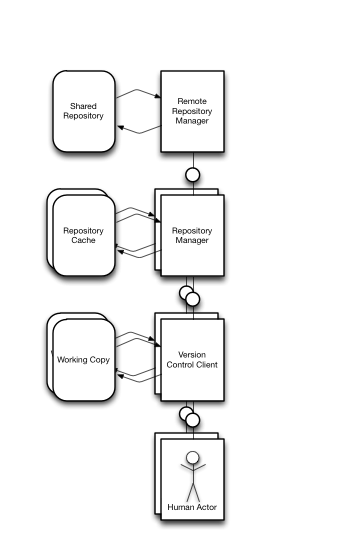 Shared
Repository
Remote
Repository
Manager
Repository
Cache
Repository
Manager
Working Copy
Version
Control Client
Human Actor